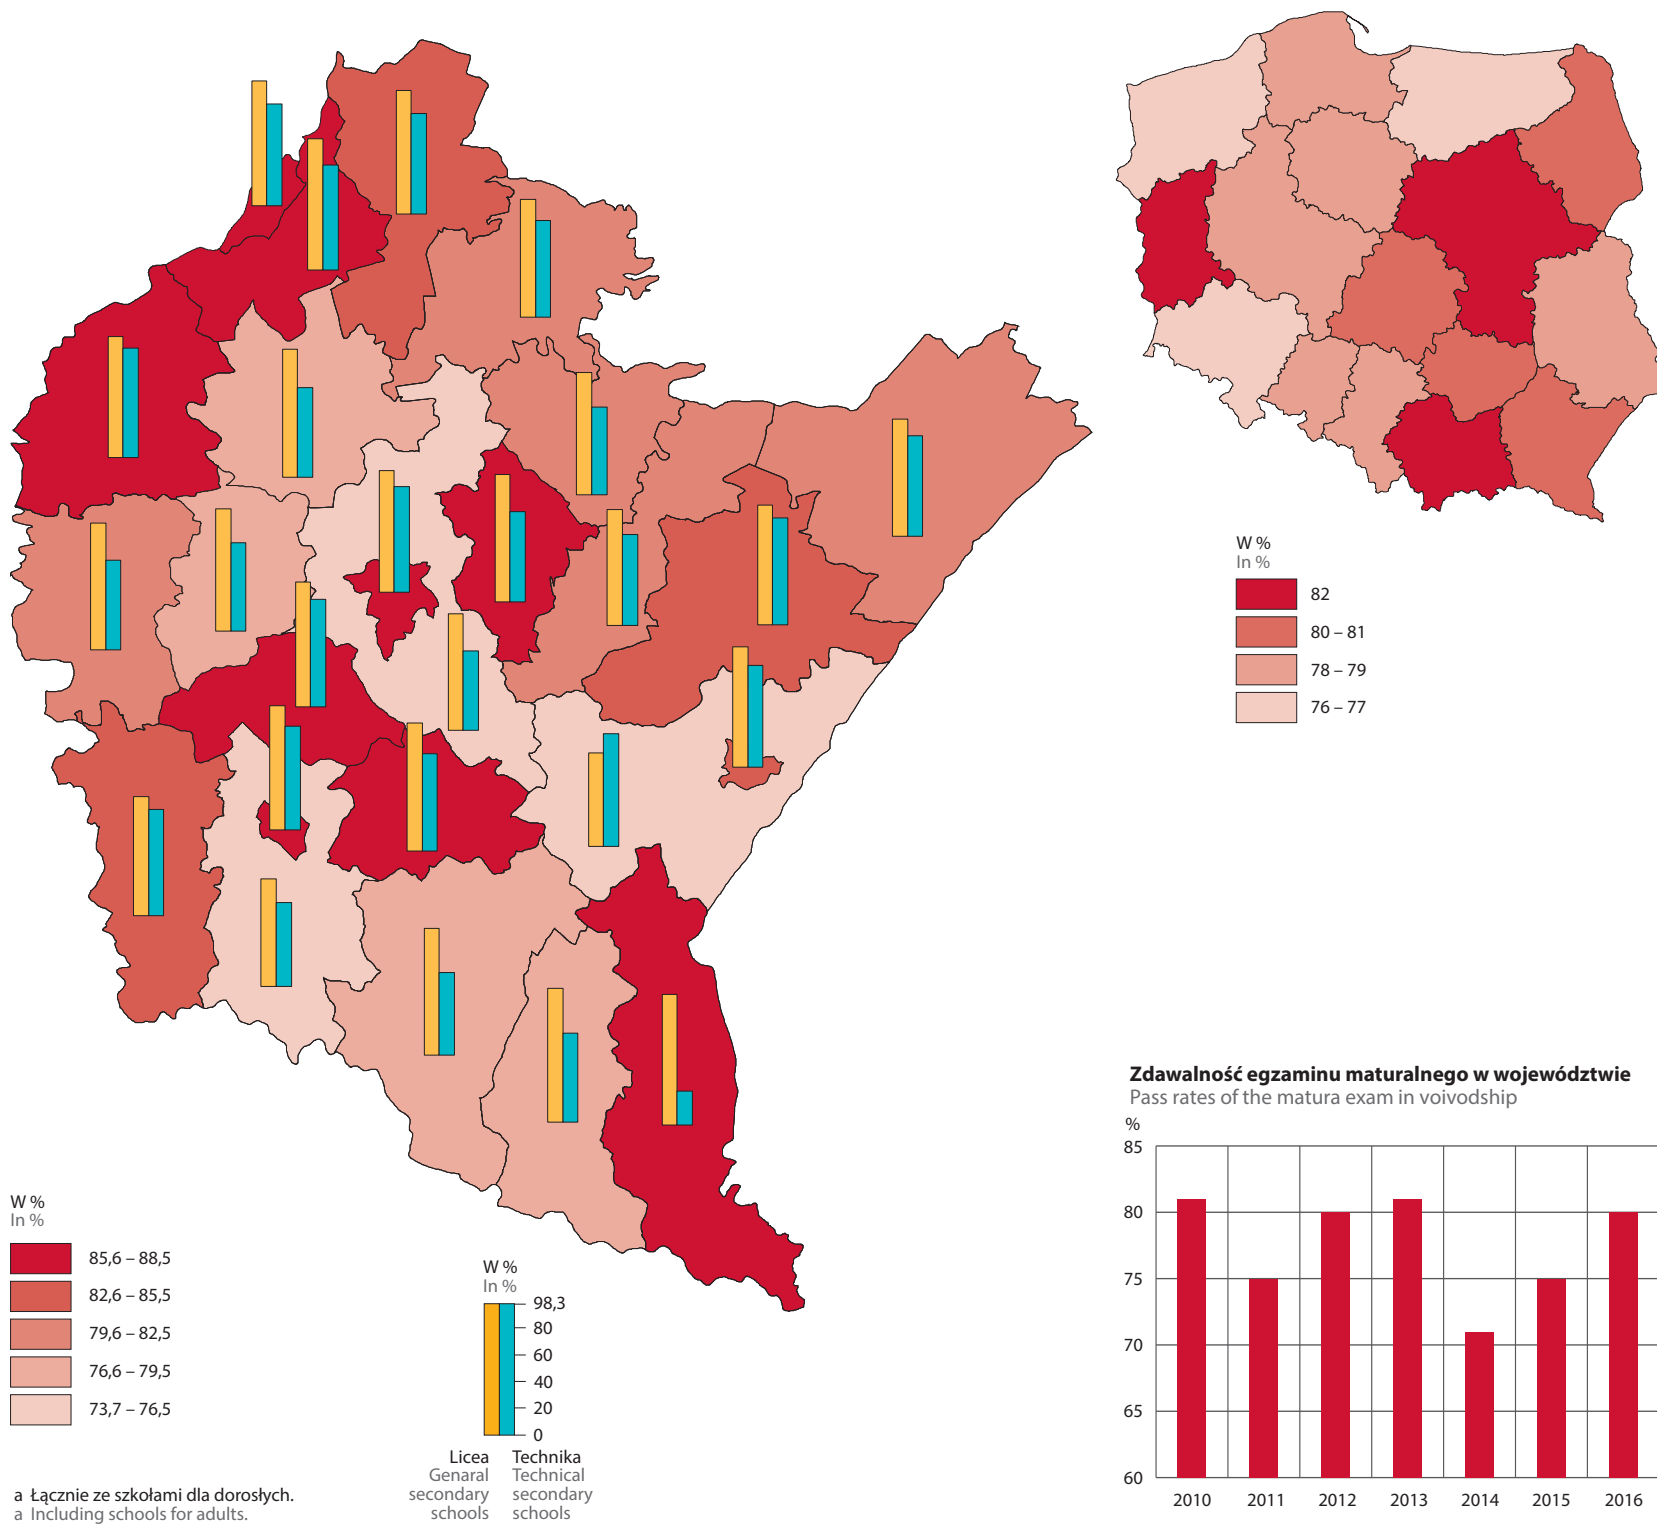 W %
In %
82
80 – 81
78 – 79
76 – 77
Zdawalność egzaminu maturalnego w województwie
Pass rates of the matura exam in voivodship
%
85
80
75
70
65
60
2010 2011 2012 2013 2014 2015 2016
W %
In %
85,6 – 88,5
82,6 – 85,5
79,6 – 82,5
76,6 – 79,5
73,7 – 76,5
W %
In %
98,3
80
60
40
20
0
Licea
Genaral
secondary
schools
Technika
Technical
secondary
schools
a Łącznie ze szkołami dla dorosłych.
a Including schools for adults.